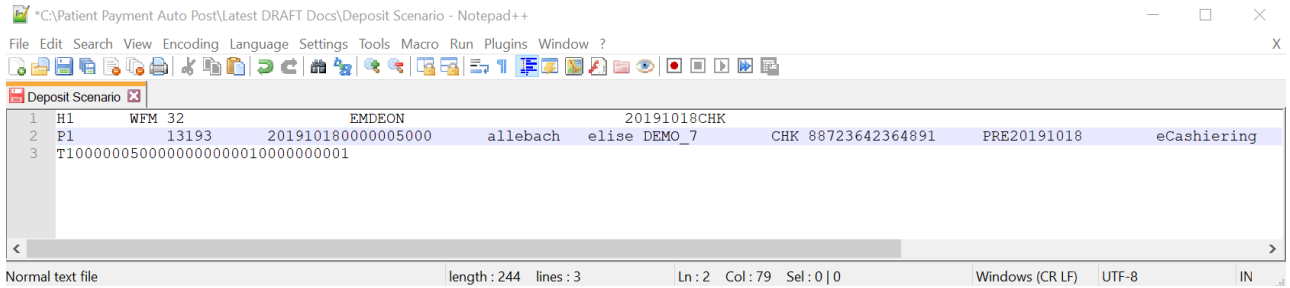 *C:\Patient Payment Auto Post\Latest DRAFT Docs\Deposit Scenario - Notepad++
File Edit Search View Encoding Language Settings Tools Macro Run Plugins Window ? X
Deposit Scenario
1 H1 WFM 32 EMDEON 20191018CHK
2 P1 13193 201910180000005000 allebach elise DEMO_7 CHK 88723642364891 PRE20191018 eCashiering
3 T10000005000000000000010000000001
Normal text file length : 244 lines : 3 Ln : 2 Col : 79 Sel : 0 | 0 Windows (CR LF) UTF-8 IN